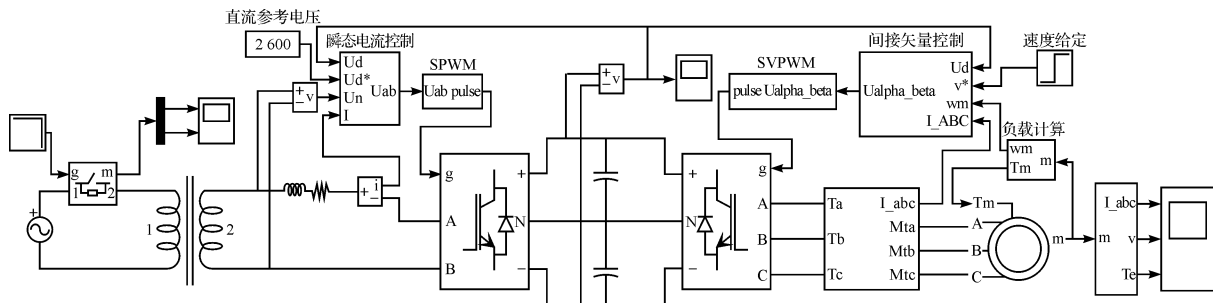 直流参考电压
2 600
瞬态电流控制
Ud
Ud*
Un
I
Uab
SPWM
Uab pulse
+
− v
+
− v
SVPWM
pulse Ualpha_beta
间接矢量控制
Ualpha_beta
Ud
v*
wm
I_ABC
速度给定
负载计算
wm
Tm
m
g
m
1
2
+
1
2
+
−
i
g
A
B
+
N
−
+
N
−
g
A
B
C
Ta
Tb
Tc
I_abc
Mta
Mtb
Mtc
Tm
A
B
C
m
m
I_abc
v
Te